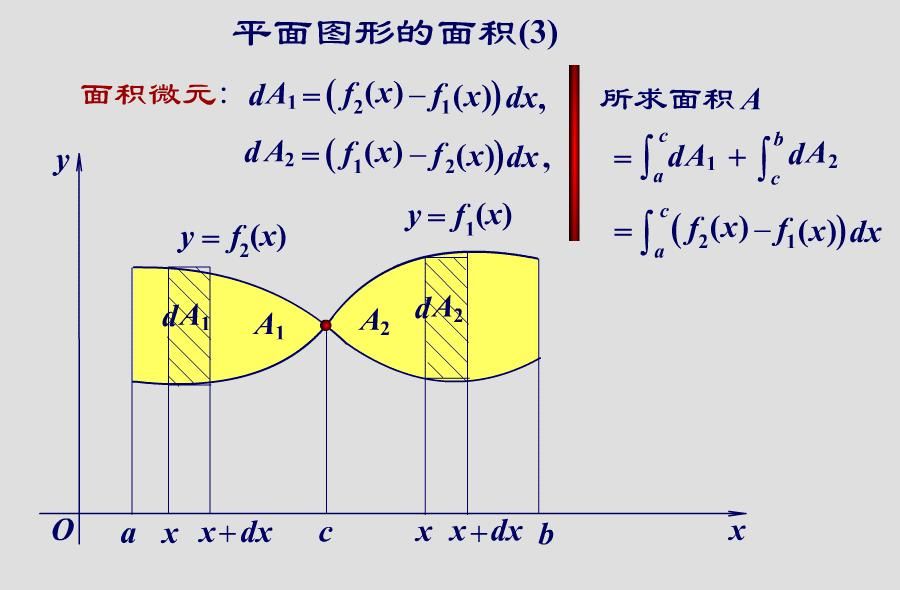 平面图形的面积(3)
面积微元： dA₁ = (f₂(x) − f₁(x))dx,
dA₂ = (f₁(x) − f₂(x))dx,
所求面积 A
= ∫ₐᶜ dA₁ + ∫_c^b dA₂
= ∫ₐᶜ (f₂(x) − f₁(x))dx
y
y = f₂(x)
y = f₁(x)
dA₁ A₁ A₂ dA₂
O a x x+dx c x x+dx b x